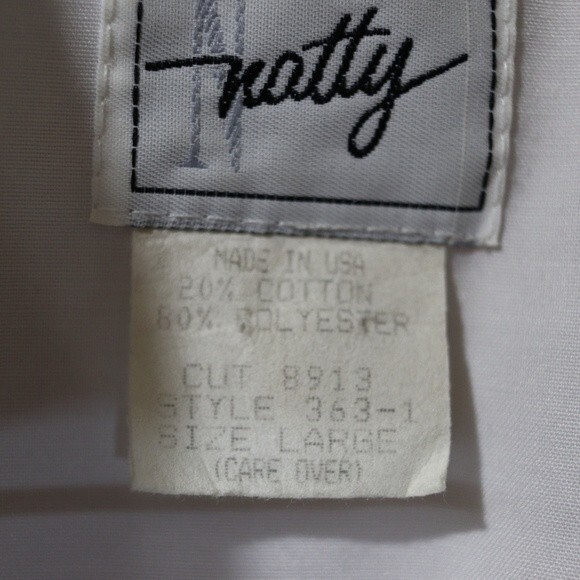 natty
MADE IN USA
20% COTTON
80% POLYESTER
CUT 8913
STYLE 363-1
SIZE LARGE
(CARE OVER)